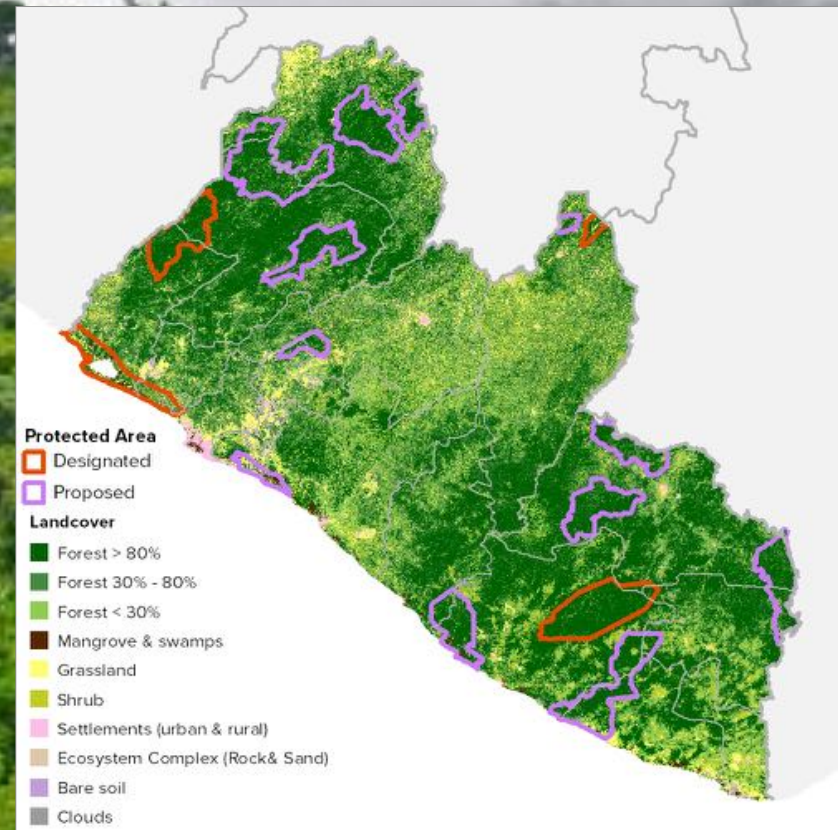 Protected Area
Designated
Proposed
Landcover
Forest > 80%
Forest 30% - 80%
Forest < 30%
Mangrove & swamps
Grassland
Shrub
Settlements (urban & rural)
Ecosystem Complex (Rock& Sand)
Bare soil
Clouds